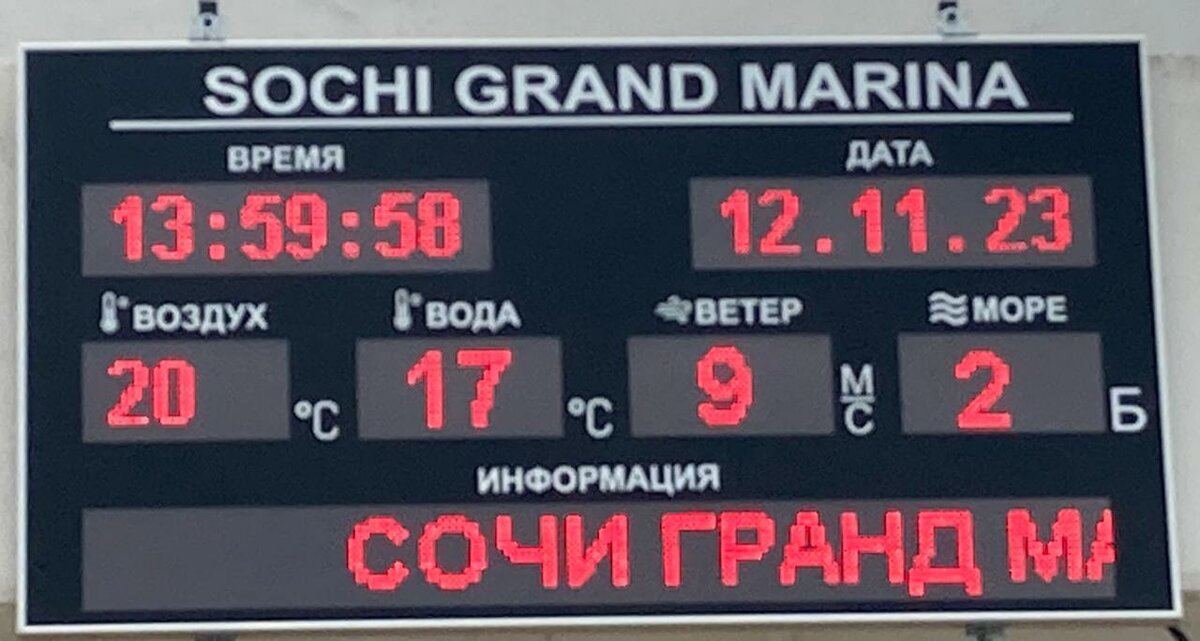 SOCHI GRAND MARINA
ВРЕМЯ ДАТА
13:59:58 12.11.23
ВОЗДУХ ВОДА ВЕТЕР МОРЕ
20 °C 17 °C 9 М/С 2 Б
ИНФОРМАЦИЯ
СОЧИ ГРАНД МА